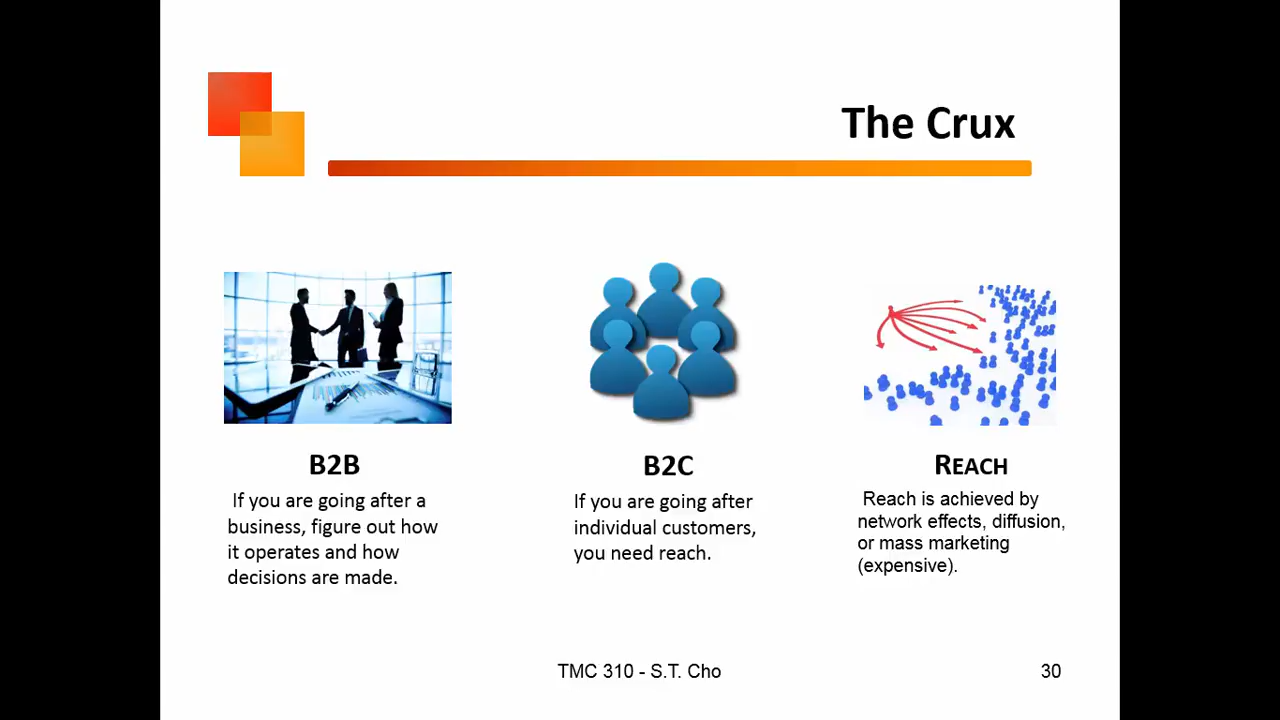 The Crux
B2B
If you are going after a
business, figure out how
it operates and how
decisions are made.
B2C
If you are going after
individual customers,
you need reach.
REACH
Reach is achieved by
network effects, diffusion,
or mass marketing
(expensive).
TMC 310 - S.T. Cho
30